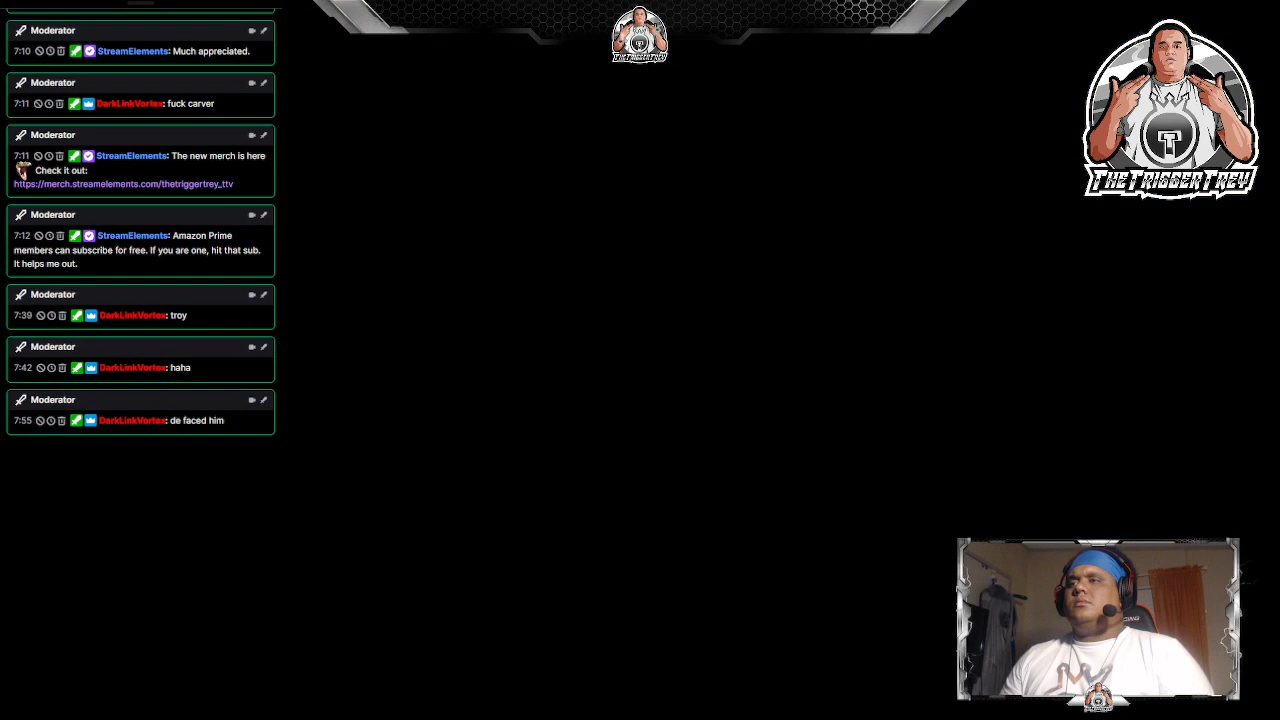 Moderator
7:10 StreamElements: Much appreciated.
Moderator
7:11 DarkLinkVortex: fuck carver
Moderator
7:11 StreamElements: The new merch is here
Check it out:
https://merch.streamelements.com/thetriggertrey_ttv
Moderator
7:12 StreamElements: Amazon Prime
members can subscribe for free. If you are one, hit that sub.
It helps me out.
Moderator
7:39 DarkLinkVortex: troy
Moderator
7:42 DarkLinkVortex: haha
Moderator
7:55 DarkLinkVortex: de faced him
THETRIGGERTREY
T
THETRIGGERTREY